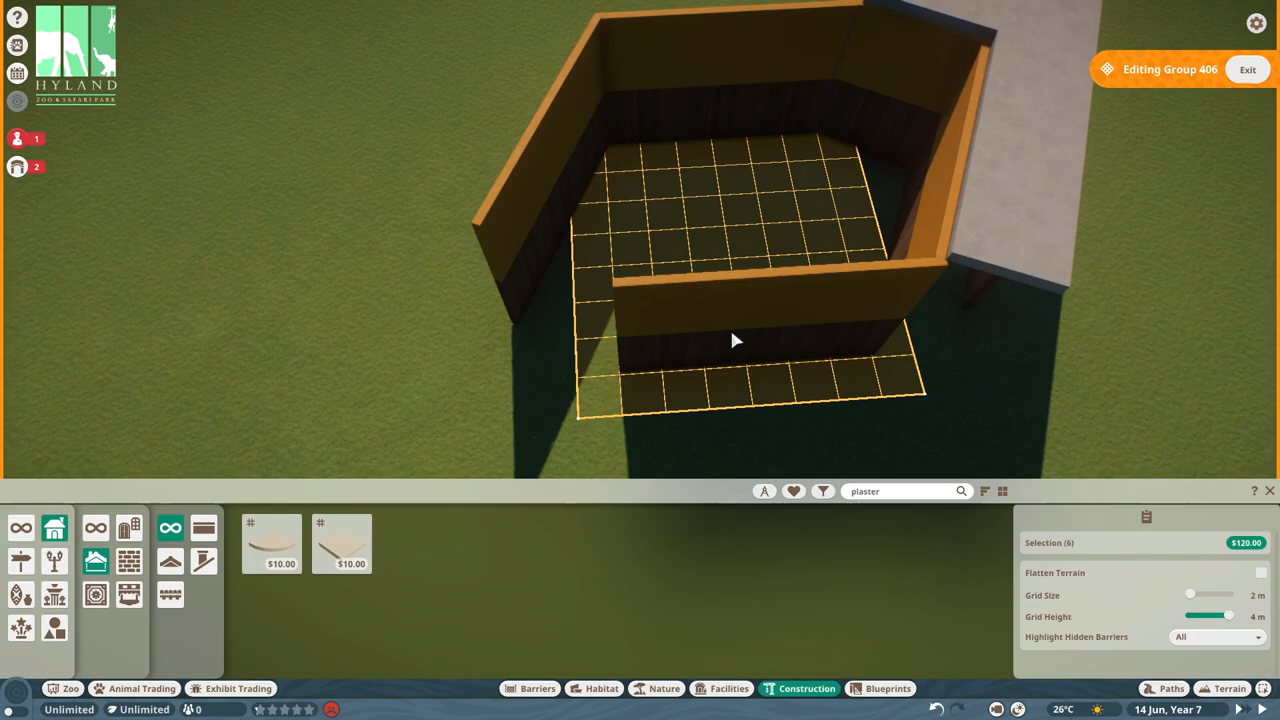 ?
HYLAND
ZOO & SAFARI PARK
Editing Group 406
Exit
1
2
plaster
?
$10.00
$10.00
Selection (6)
$120.00
Flatten Terrain
Grid Size
2 m
Grid Height
4 m
Highlight Hidden Barriers
All
Zoo
Animal Trading
Exhibit Trading
Barriers
Habitat
Nature
Facilities
Construction
Blueprints
Paths
Terrain
Unlimited
Unlimited
0
26°C
14 Jun, Year 7